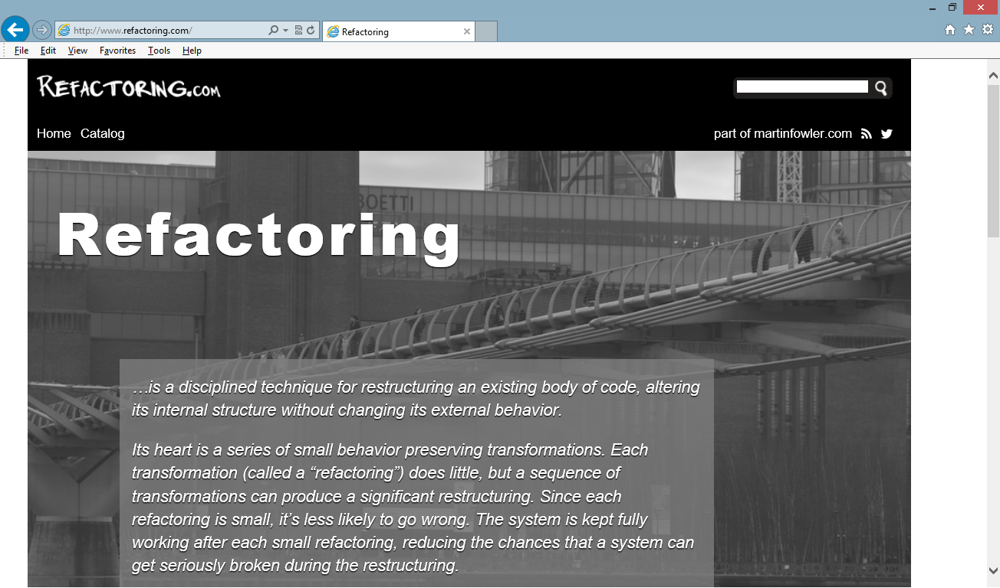 http://www.refactoring.com/
Refactoring
File Edit View Favorites Tools Help
REFACTORING.COM
Home Catalog
part of martinfowler.com
BOETTI
Refactoring
…is a disciplined technique for restructuring an existing body of code, altering
its internal structure without changing its external behavior.
Its heart is a series of small behavior preserving transformations. Each
transformation (called a “refactoring”) does little, but a sequence of
transformations can produce a significant restructuring. Since each
refactoring is small, it’s less likely to go wrong. The system is kept fully
working after each small refactoring, reducing the chances that a system can
get seriously broken during the restructuring.